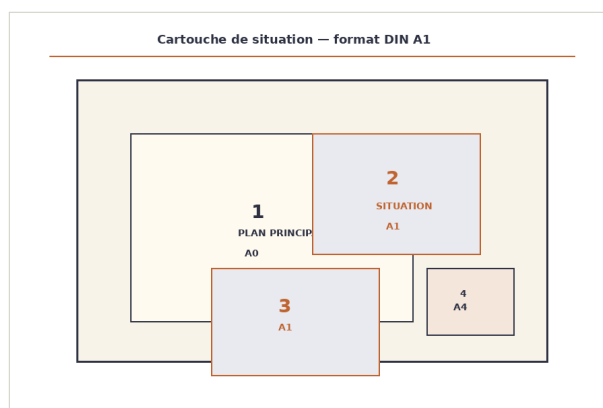 Cartouche de situation — format DIN A1
1
PLAN PRINCIP
A0
2
SITUATION
A1
3
A1
4
A4